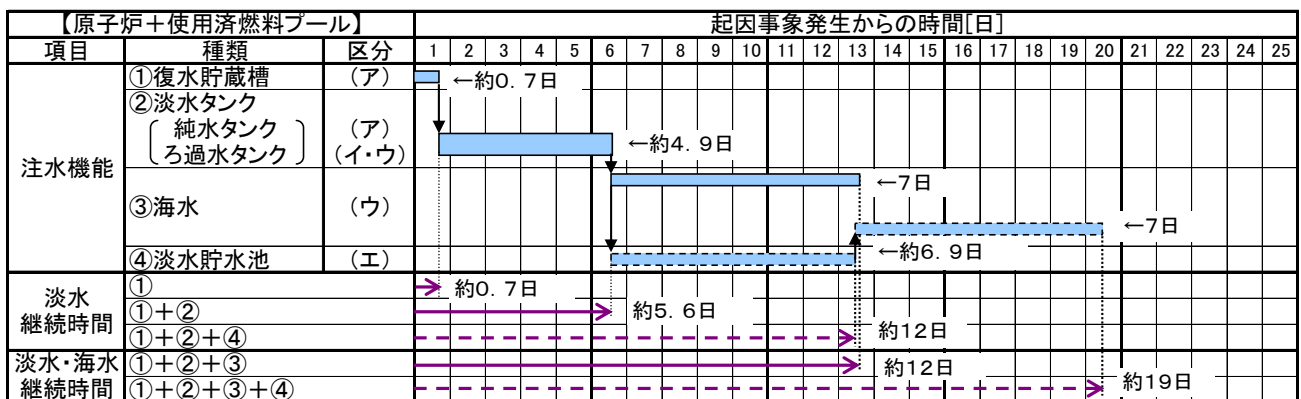 【原子炉＋使用済燃料プール】 起因事象発生からの時間[日]
項目 種類 区分 1 2 3 4 5 6 7 8 9 10 11 12 13 14 15 16 17 18 19 20 21 22 23 24 25
注水機能
①復水貯蔵槽 （ア） ←約0．7日
②淡水タンク
純水タンク （ア）
ろ過水タンク （イ・ウ） ←約4．9日
③海水 （ウ） ←7日
←7日
④淡水貯水池 （エ） ←約6．9日
淡水
継続時間
① 約0．7日
①＋② 約5．6日
①＋②＋④ 約12日
淡水・海水
継続時間
①＋②＋③ 約12日
①＋②＋③＋④ 約19日